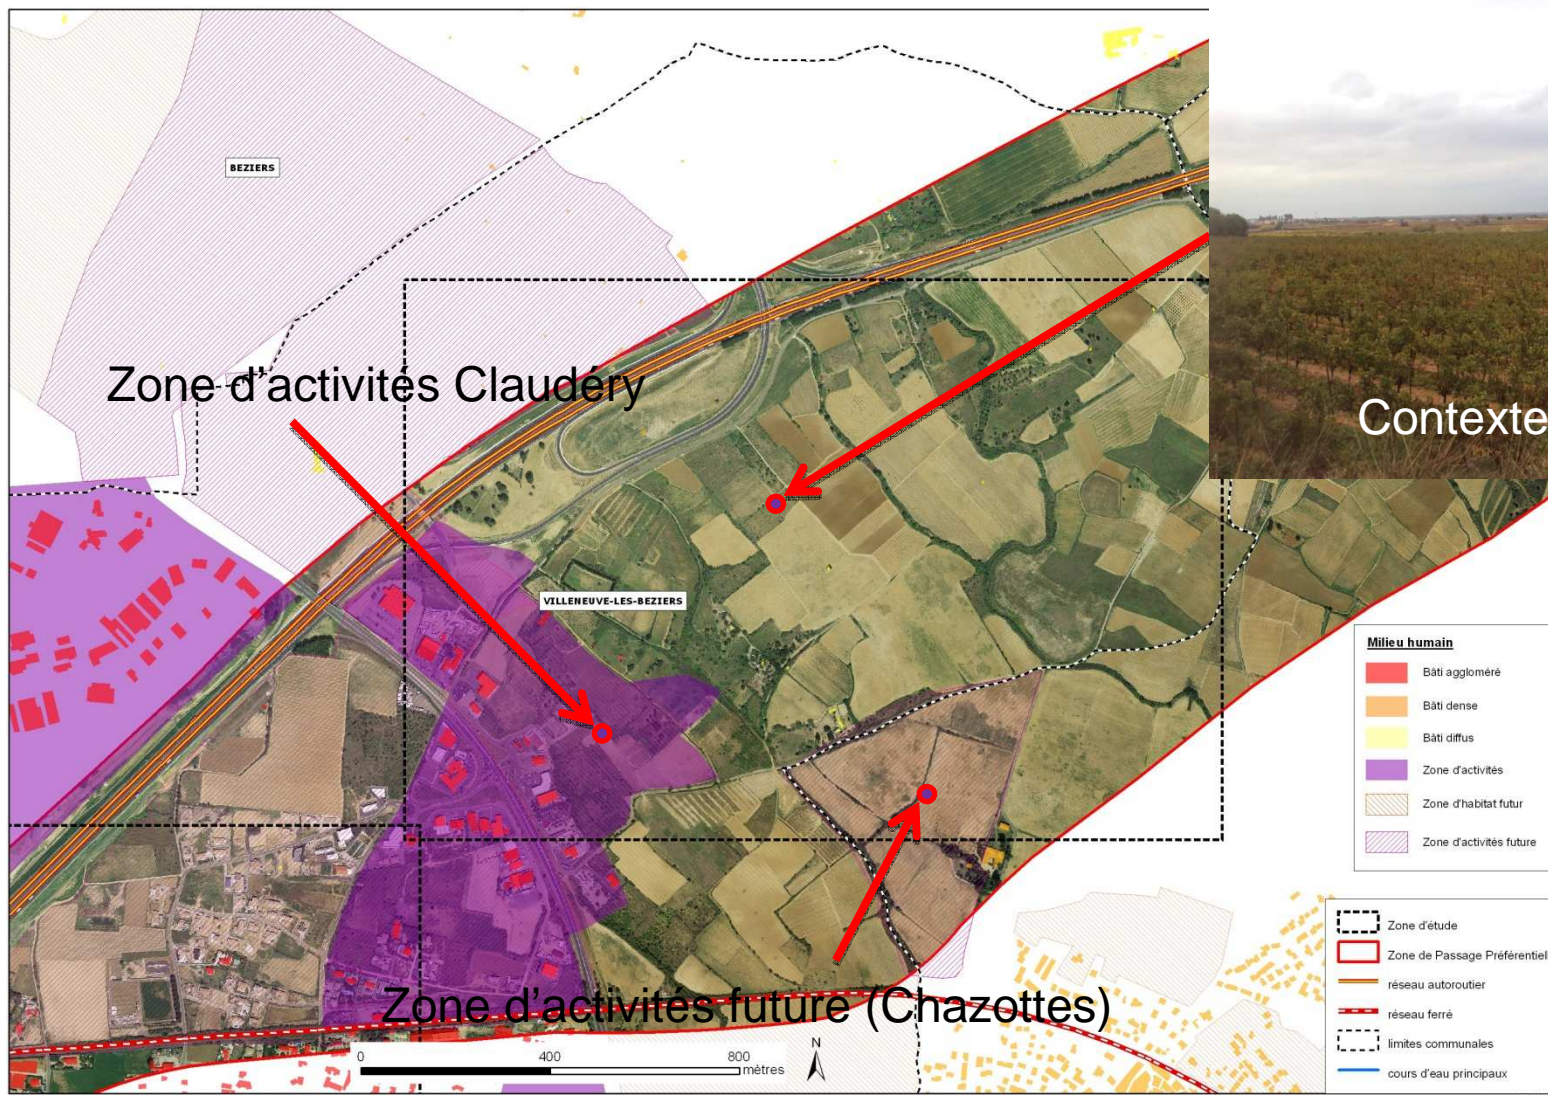 BEZIERS
Zone d'activités Claudéry
Contexte
VILLENEUVE-LES-BEZIERS
Milieu humain
Bâti aggloméré
Bâti dense
Bâti diffus
Zone d'activités
Zone d'habitat futur
Zone d'activités future
Zone d'étude
Zone de Passage Préférentiel
réseau autoroutier
réseau ferré
limites communales
cours d'eau principaux
Zone d'activités future (Chazottes)
N
0 400 800
mètres